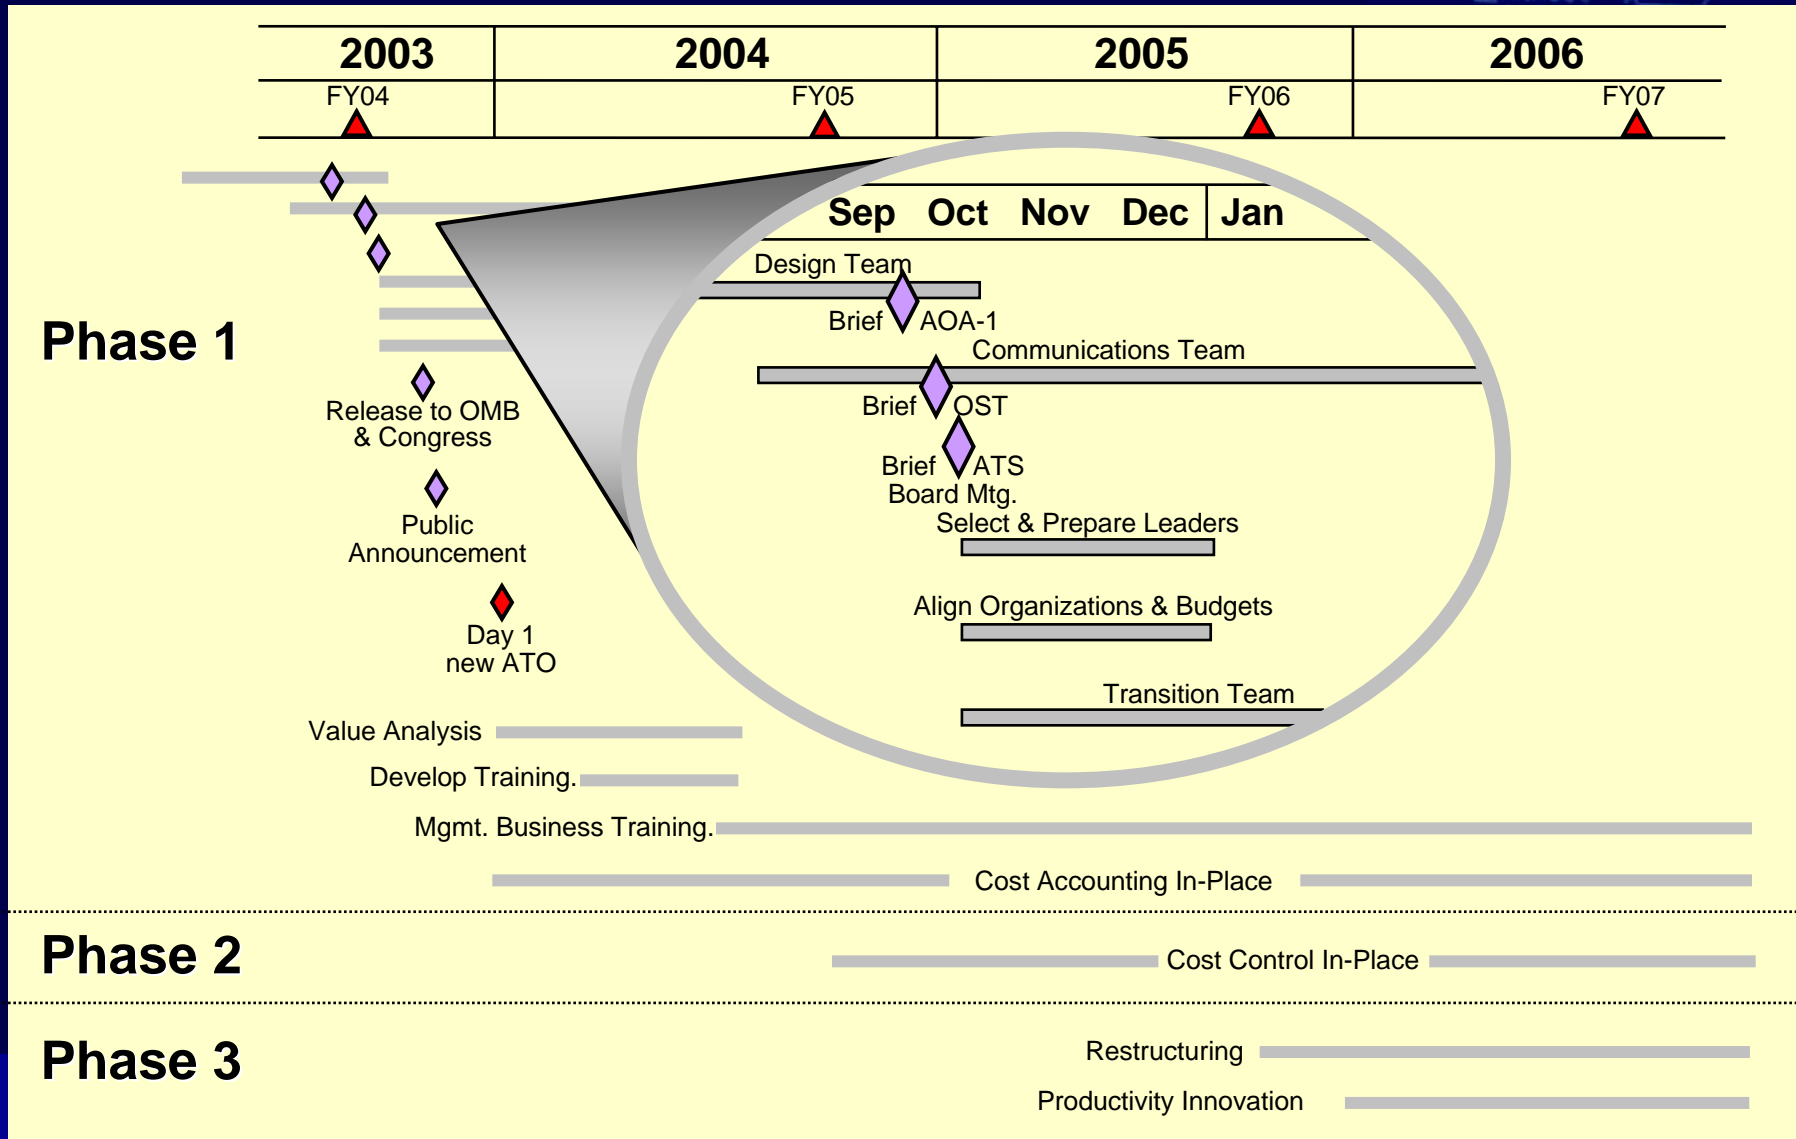 2003 2004 2005 2006
FY04 FY05 FY06 FY07
Sep Oct Nov Dec Jan
Design Team
Brief AOA-1
Communications Team
Brief OST
Brief ATS
Board Mtg.
Select & Prepare Leaders
Align Organizations & Budgets
Transition Team
Phase 1
Release to OMB
& Congress
Public
Announcement
Day 1
new ATO
Value Analysis
Develop Training.
Mgmt. Business Training.
Cost Accounting In-Place
Phase 2
Cost Control In-Place
Phase 3
Restructuring
Productivity Innovation